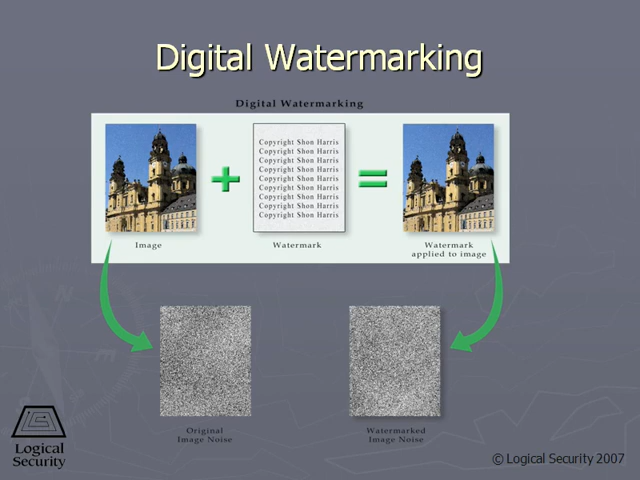 Digital Watermarking
Digital Watermarking
Copyright Shon Harris
Copyright Shon Harris
Copyright Shon Harris
Copyright Shon Harris
Copyright Shon Harris
Copyright Shon Harris
Copyright Shon Harris
Copyright Shon Harris
Copyright Shon Harris
Image
Watermark
Watermark
applied to image
Original
Image Noise
Watermarked
Image Noise
Logical
Security
© Logical Security 2007